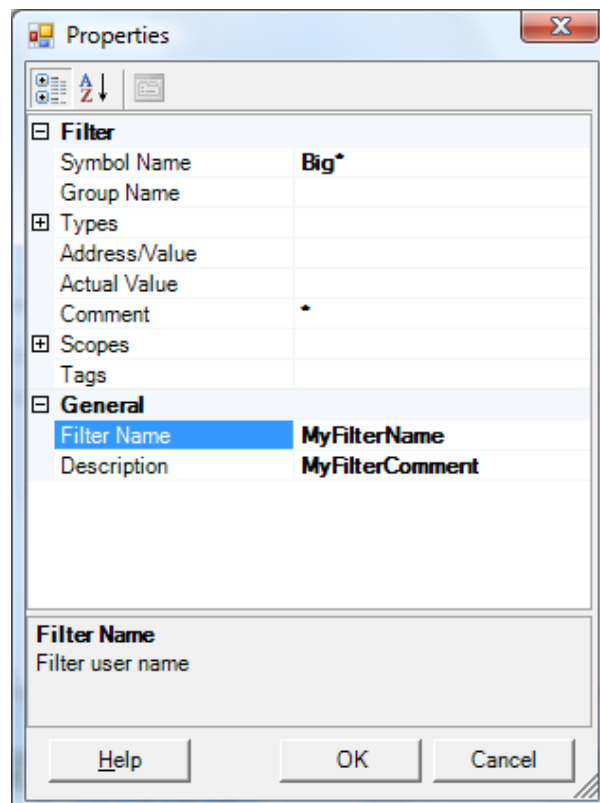 Properties
Filter
Symbol Name Big*
Group Name
Types
Address/Value
Actual Value
Comment *
Scopes
Tags
General
Filter Name MyFilterName
Description MyFilterComment
Filter Name
Filter user name
Help OK Cancel